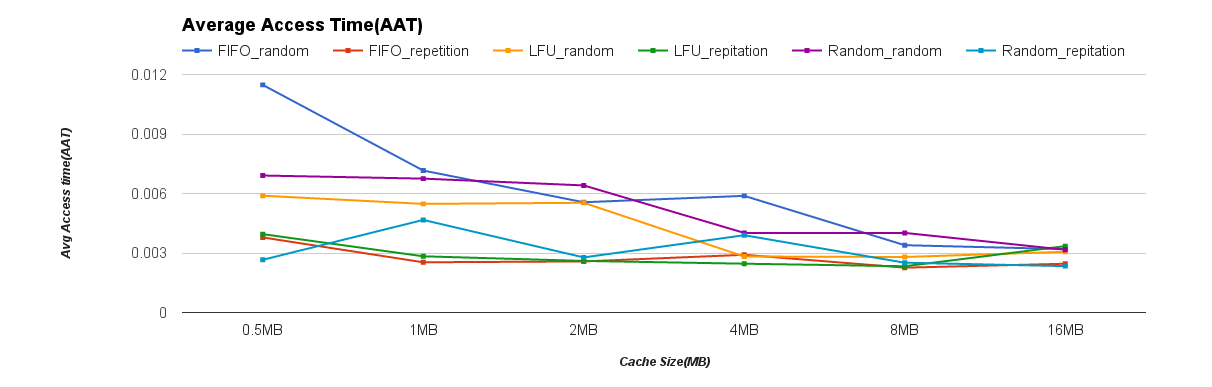 Average Access Time(AAT)
FIFO_random FIFO_repetition LFU_random LFU_repitation Random_random Random_repitation
0.012
0.009
0.006
0.003
0
Avg Access time(AAT)
0.5MB 1MB 2MB 4MB 8MB 16MB
Cache Size(MB)